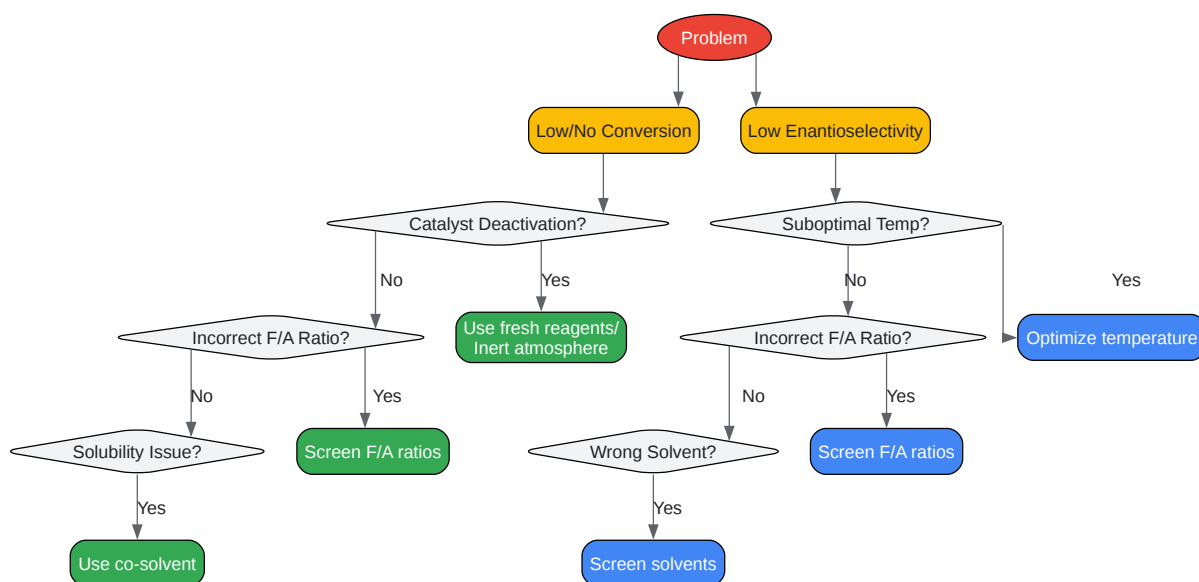 Problem
Low/No Conversion
Low Enantioselectivity
Catalyst Deactivation?
Suboptimal Temp?
No
Yes
No
Yes
Incorrect F/A Ratio?
Use fresh reagents/
Inert atmosphere
Incorrect F/A Ratio?
Optimize temperature
No
Yes
No
Yes
Solubility Issue?
Screen F/A ratios
Wrong Solvent?
Screen F/A ratios
Yes
Yes
Use co-solvent
Screen solvents